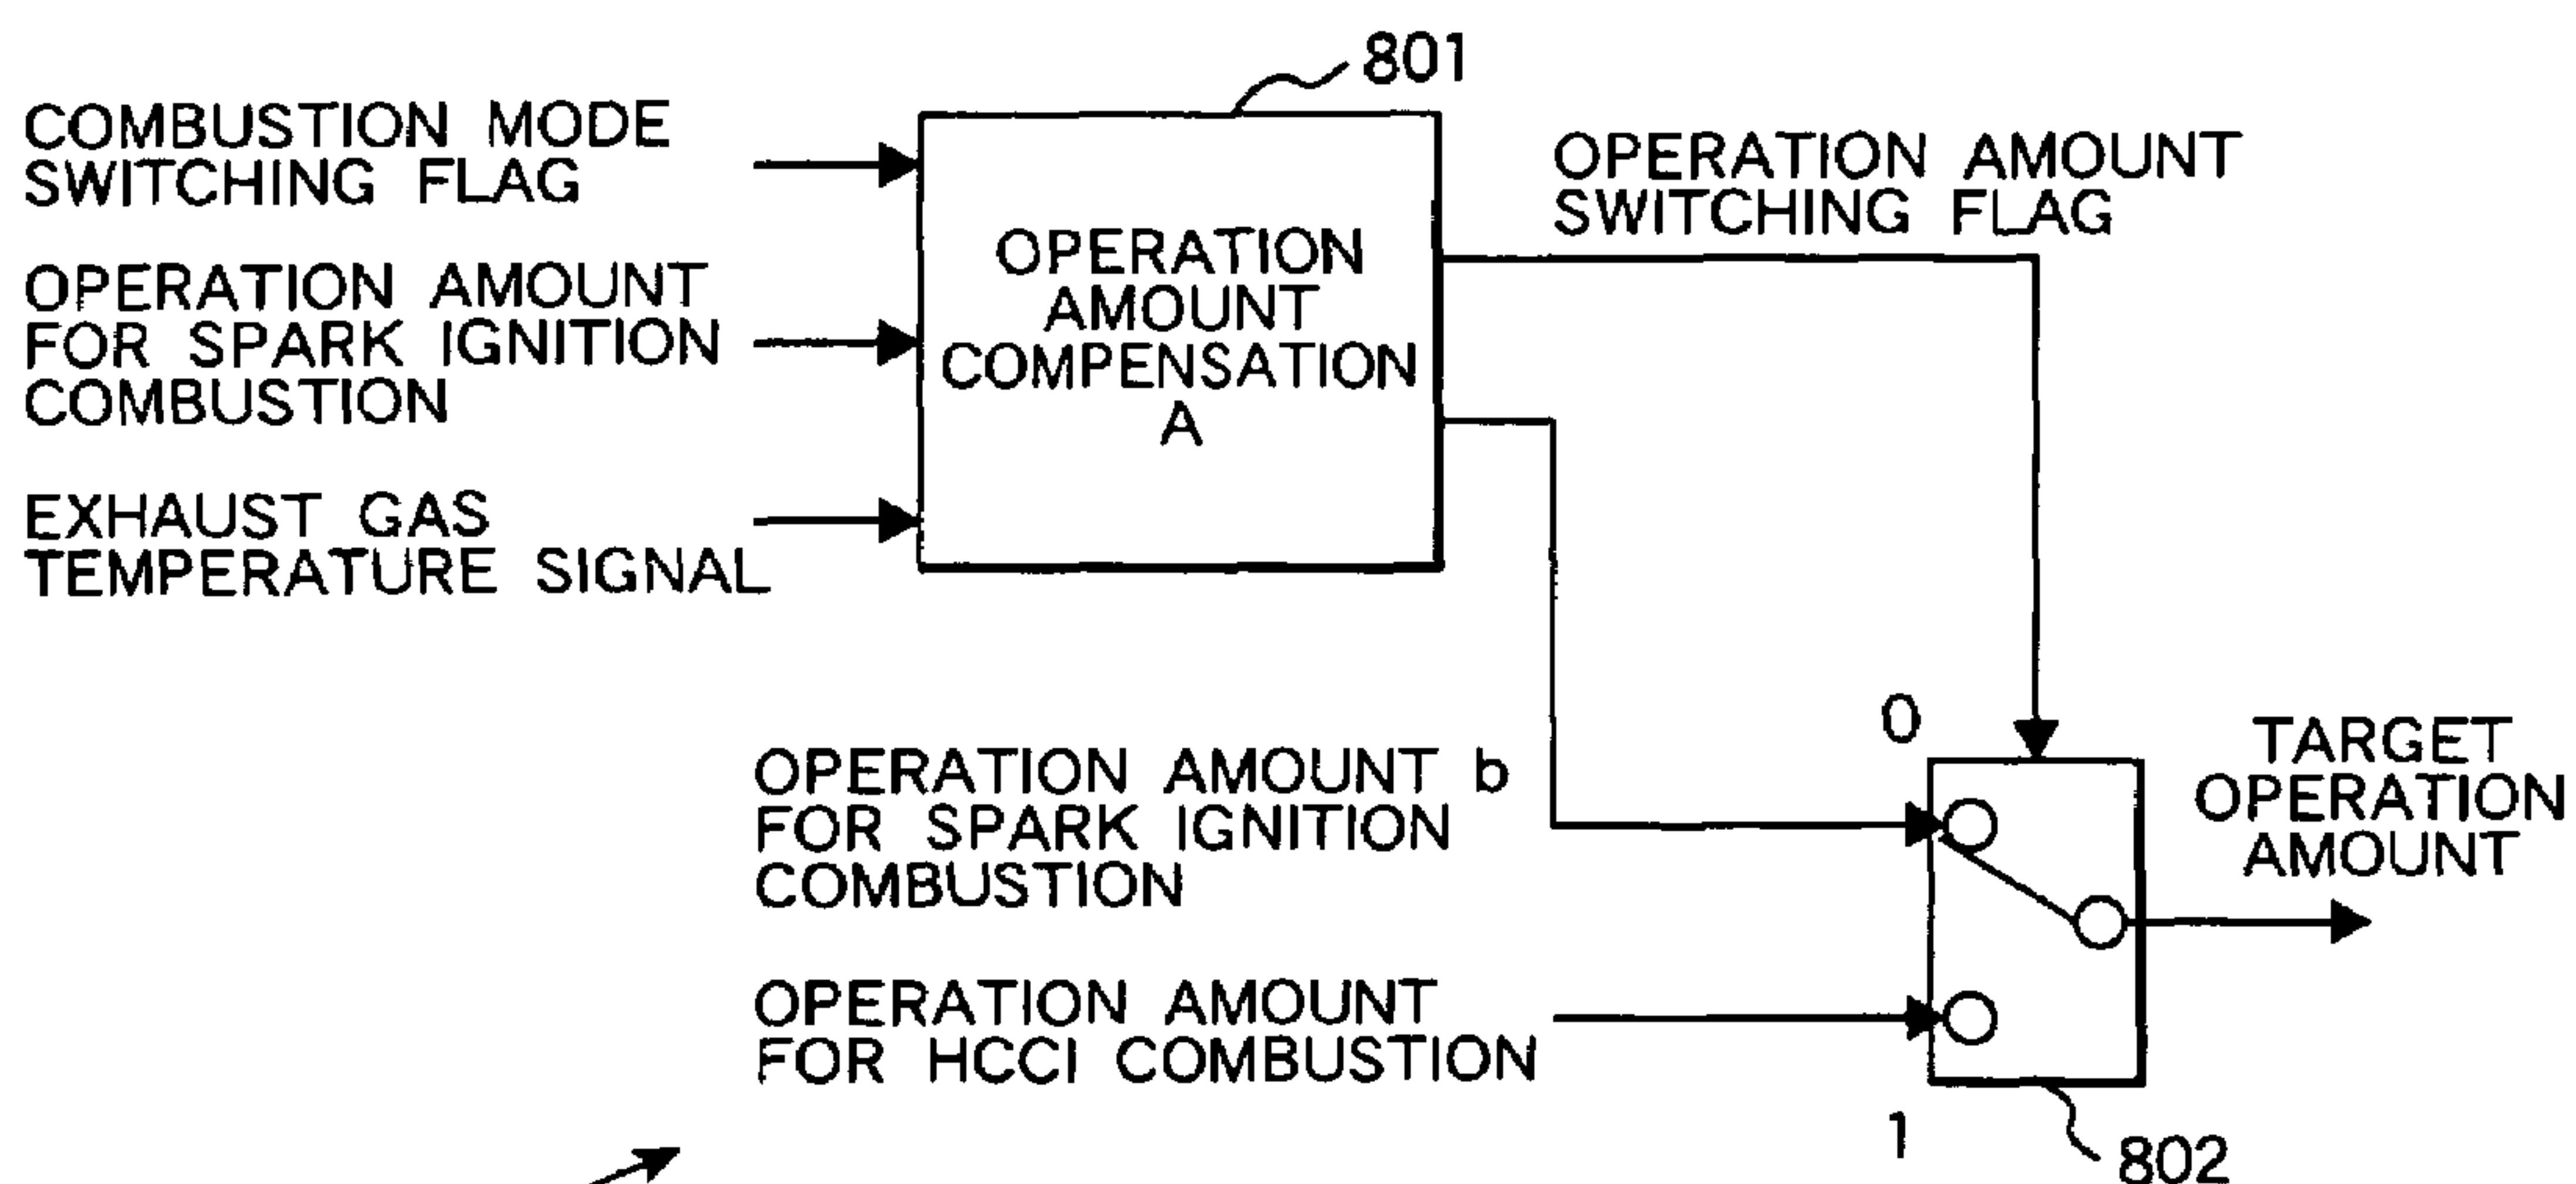 801
COMBUSTION MODE
SWITCHING FLAG
OPERATION AMOUNT
FOR SPARK IGNITION
COMBUSTION
EXHAUST GAS
TEMPERATURE SIGNAL
OPERATION
AMOUNT
COMPENSATION
A
OPERATION AMOUNT
SWITCHING FLAG
OPERATION AMOUNT b
FOR SPARK IGNITION
COMBUSTION
OPERATION AMOUNT
FOR HCCI COMBUSTION
0
1
TARGET
OPERATION
AMOUNT
802